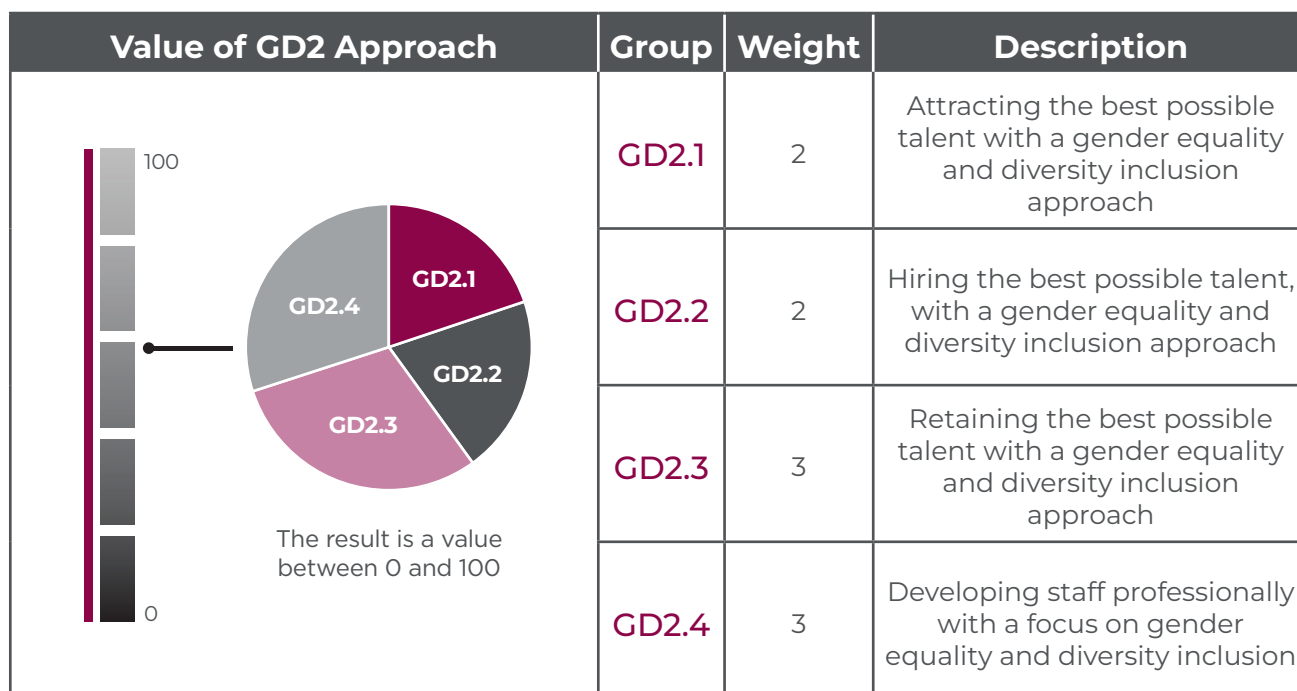 Value of GD2 Approach
Group
Weight
Description
100
0
GD2.1
GD2.2
GD2.3
GD2.4
The result is a value
between 0 and 100
GD2.1
2
Attracting the best possible
talent with a gender equality
and diversity inclusion
approach
GD2.2
2
Hiring the best possible talent,
with a gender equality and
diversity inclusion approach
GD2.3
3
Retaining the best possible
talent with a gender equality
and diversity inclusion
approach
GD2.4
3
Developing staff professionally
with a focus on gender
equality and diversity inclusion